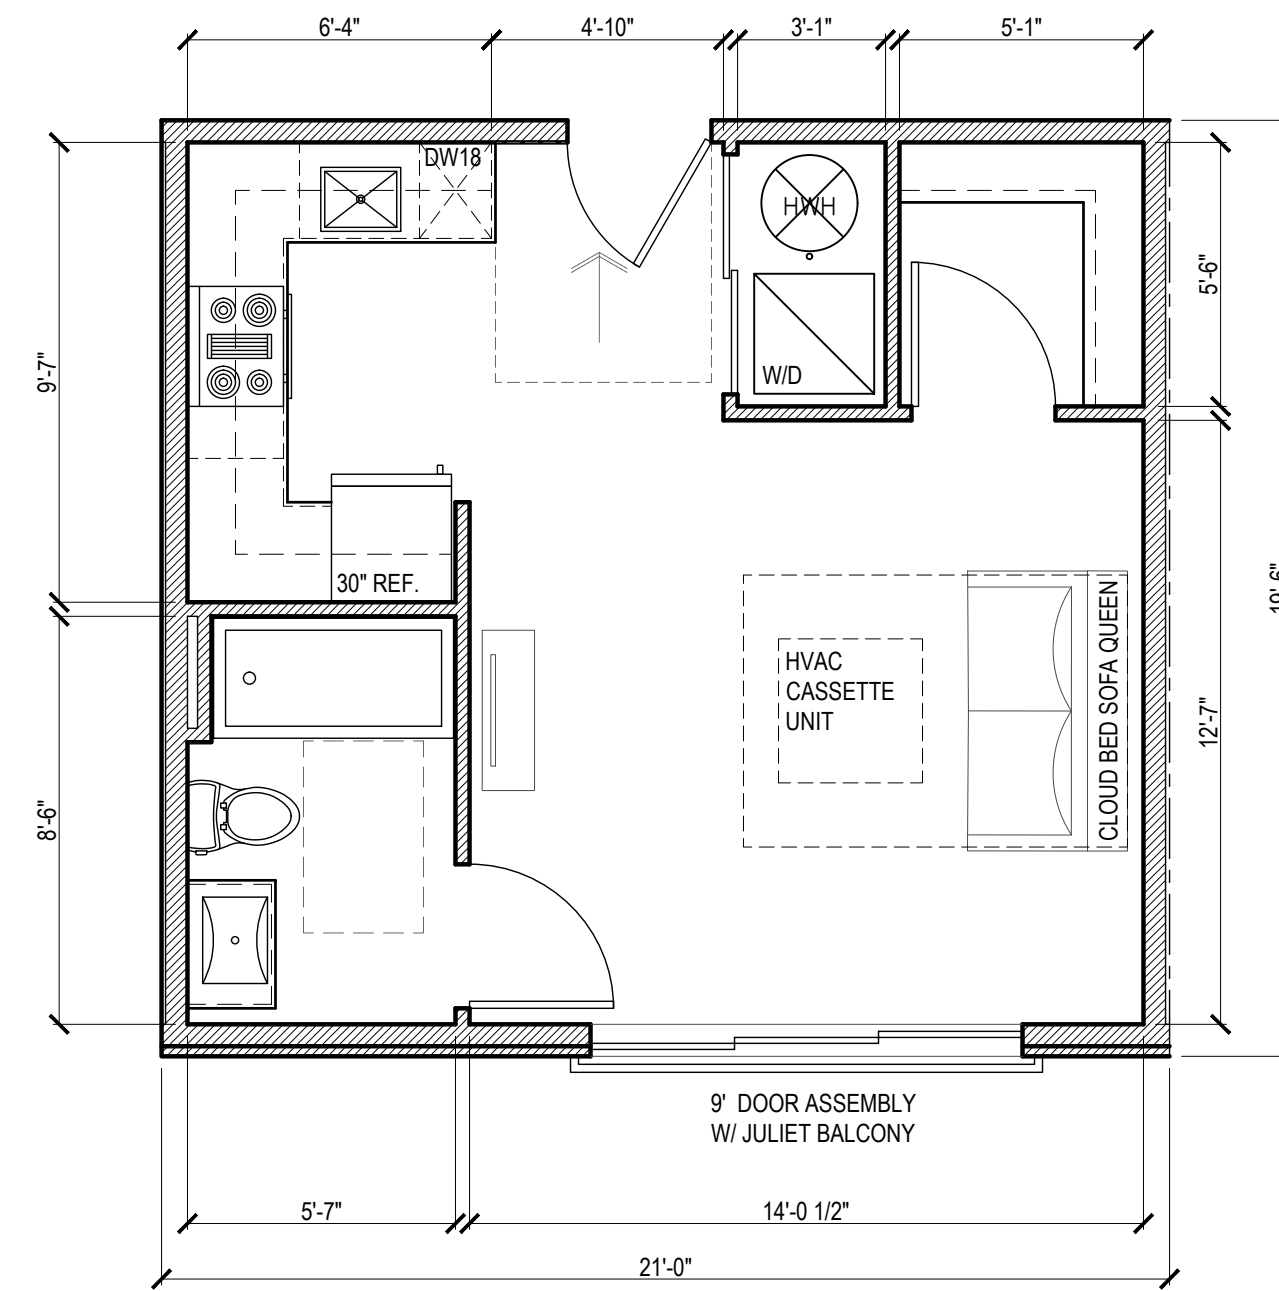 6'-4"
4'-10"
3'-1"
5'-1"
DW18
HWH
5'-6"
9'-7"
W/D
30" REF.
19'-6"
HVAC
CASSETTE
UNIT
CLOUD BED SOFA QUEEN
12'-7"
8'-6"
9' DOOR ASSEMBLY
W/ JULIET BALCONY
5'-7"
14'-0 1/2"
21'-0"